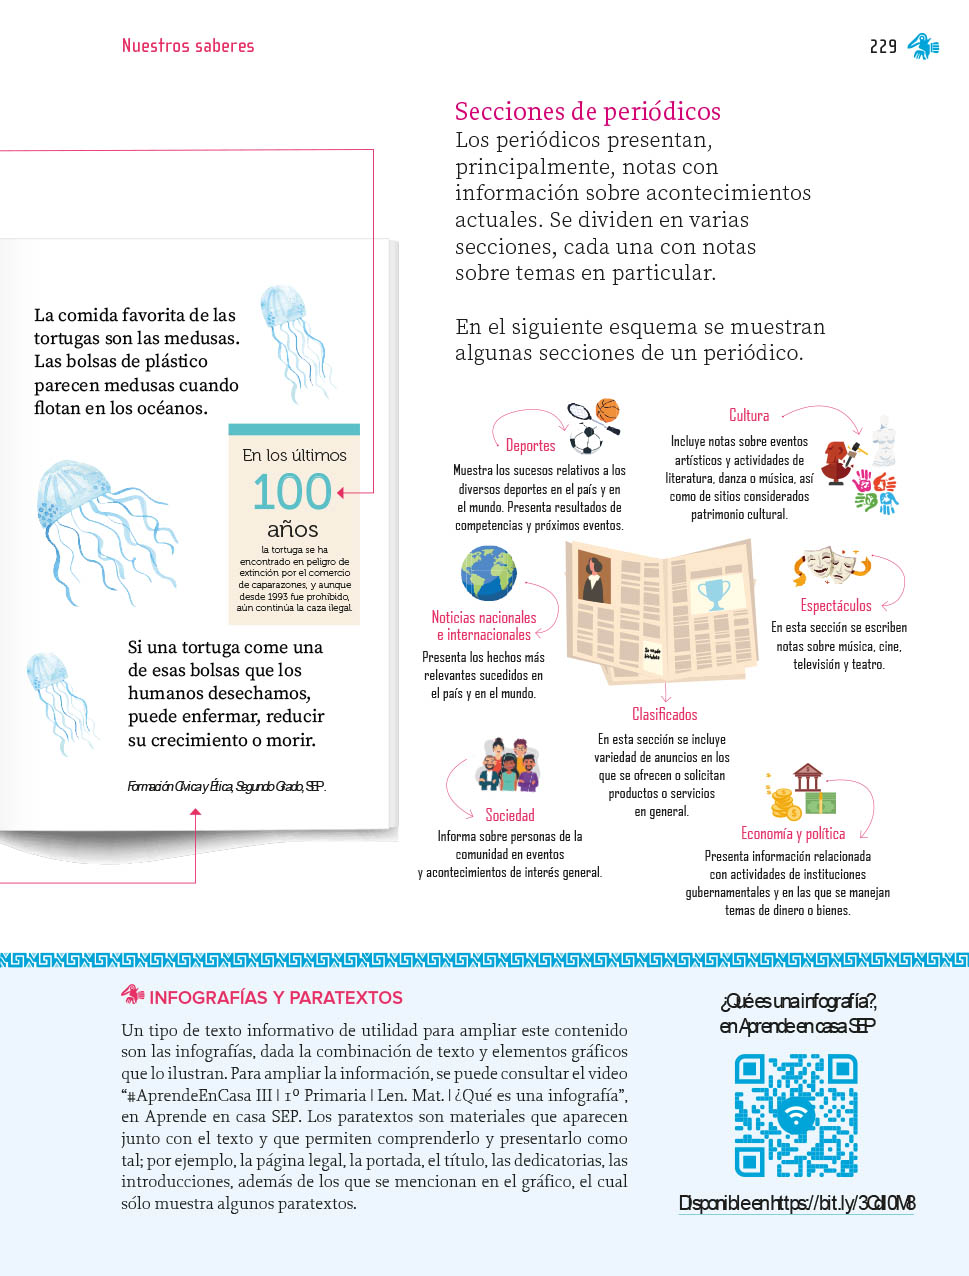 Nuestros saberes
229
La comida favorita de las
tortugas son las medusas.
Las bolsas de plástico
parecen medusas cuando
flotan en los océanos.
En los últimos
100
años
la tortuga se ha
encontrado en peligro de
extinción por el comercio
de caparazones, y aunque
desde 1993 fue prohibido,
aún continúa la caza ilegal.
Si una tortuga come una
de esas bolsas que los
humanos desechamos,
puede enfermar, reducir
su crecimiento o morir.
Formación Cívica y Ética, Segundo Grado, SEP.
Secciones de periódicos
Los periódicos presentan,
principalmente, notas con
información sobre acontecimientos
actuales. Se dividen en varias
secciones, cada una con notas
sobre temas en particular.
En el siguiente esquema se muestran
algunas secciones de un periódico.
Deportes
Muestra los sucesos relativos a los
diversos deportes en el país y en
el mundo. Presenta resultados de
competencias y próximos eventos.
Cultura
Incluye notas sobre eventos
artísticos y actividades de
literatura, danza o música, así
como de sitios considerados
patrimonio cultural.
Noticias nacionales
e internacionales
Presenta los hechos más
relevantes sucedidos en
el país y en el mundo.
Espectáculos
En esta sección se escriben
notas sobre música, cine,
televisión y teatro.
Clasificados
En esta sección se incluye
variedad de anuncios en los
que se ofrecen o solicitan
productos o servicios
en general.
Sociedad
Informa sobre personas de la
comunidad en eventos
y acontecimientos de interés general.
Economía y política
Presenta información relacionada
con actividades de instituciones
gubernamentales y en las que se manejan
temas de dinero o bienes.
INFOGRAFÍAS Y PARATEXTOS
Un tipo de texto informativo de utilidad para ampliar este contenido
son las infografías, dada la combinación de texto y elementos gráficos
que lo ilustran. Para ampliar la información, se puede consultar el video
“#AprendeEnCasa III | 1º Primaria | Len. Mat. | ¿Qué es una infografía”,
en Aprende en casa SEP. Los paratextos son materiales que aparecen
junto con el texto y que permiten comprenderlo y presentarlo como
tal; por ejemplo, la página legal, la portada, el título, las dedicatorias, las
introducciones, además de los que se mencionan en el gráfico, el cual
sólo muestra algunos paratextos.
¿Qué es una infografía?,
en Aprende en casa SEP
Disponible en https://bit.ly/